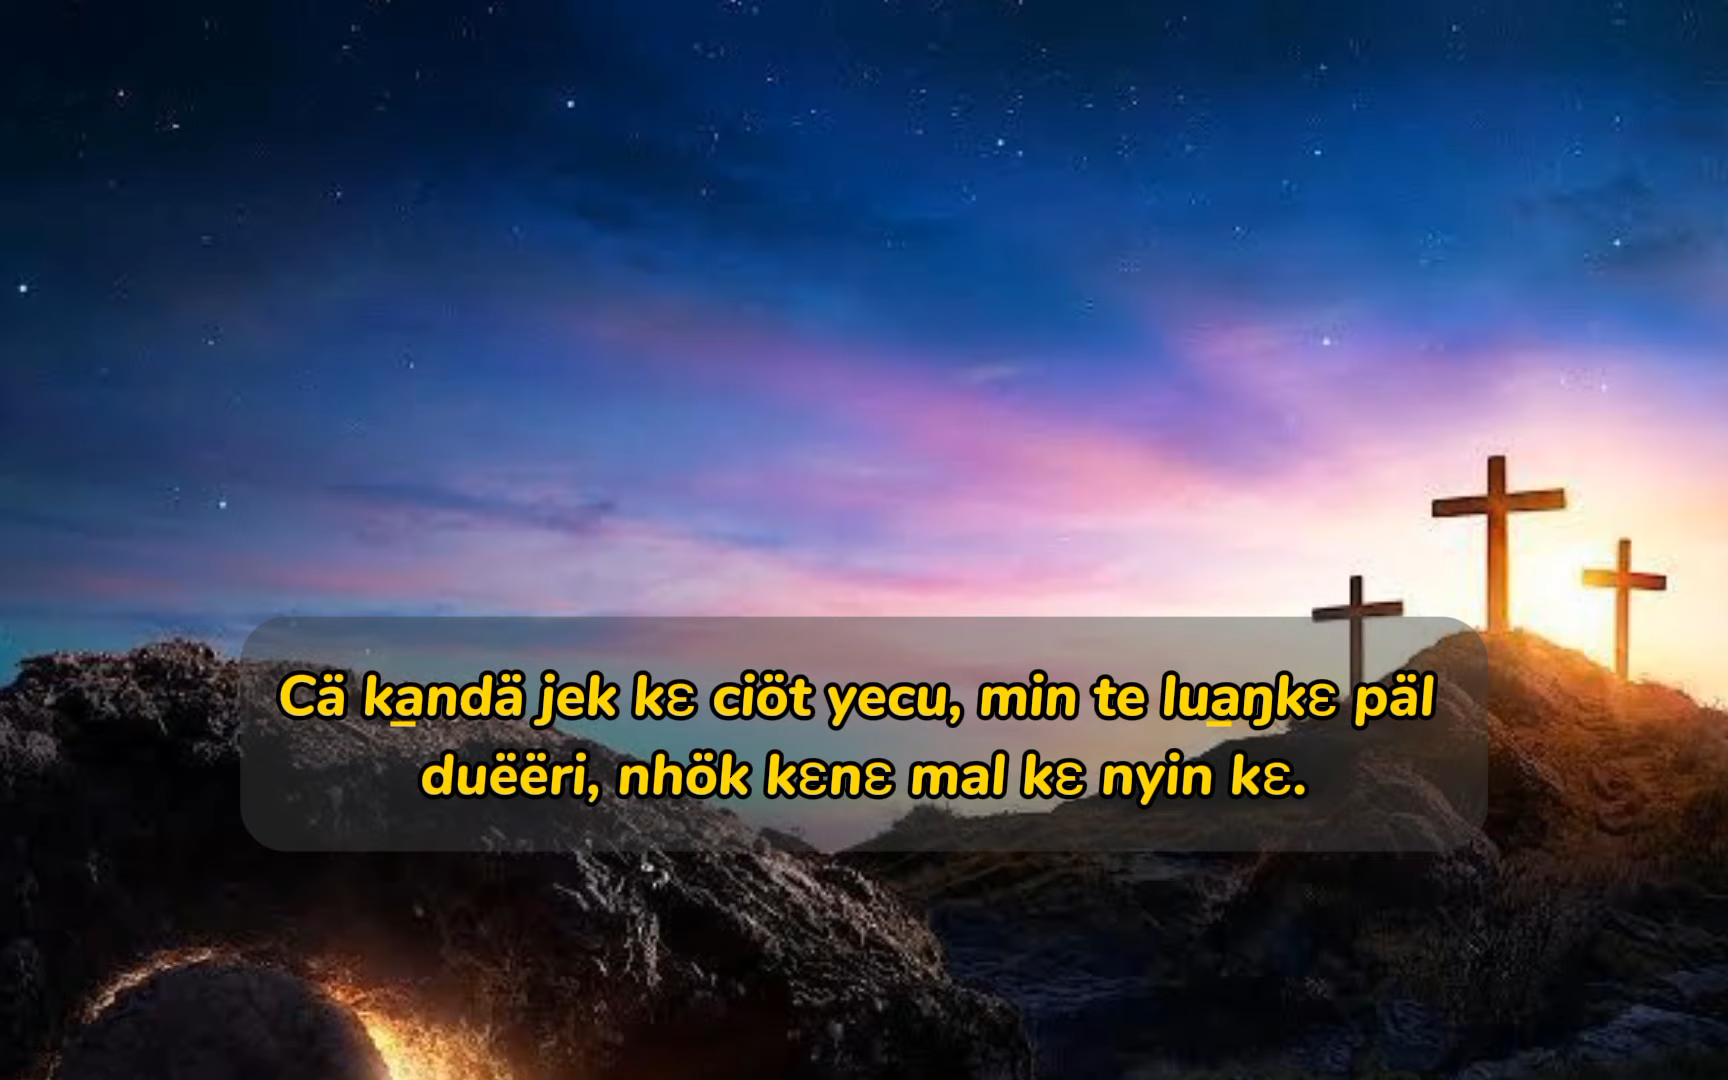 Cä ka̱ndä jek kɛ ciöt yecu, min te lua̱ŋkɛ päl
duëëri, nhök kɛnɛ mal kɛ nyin kɛ.